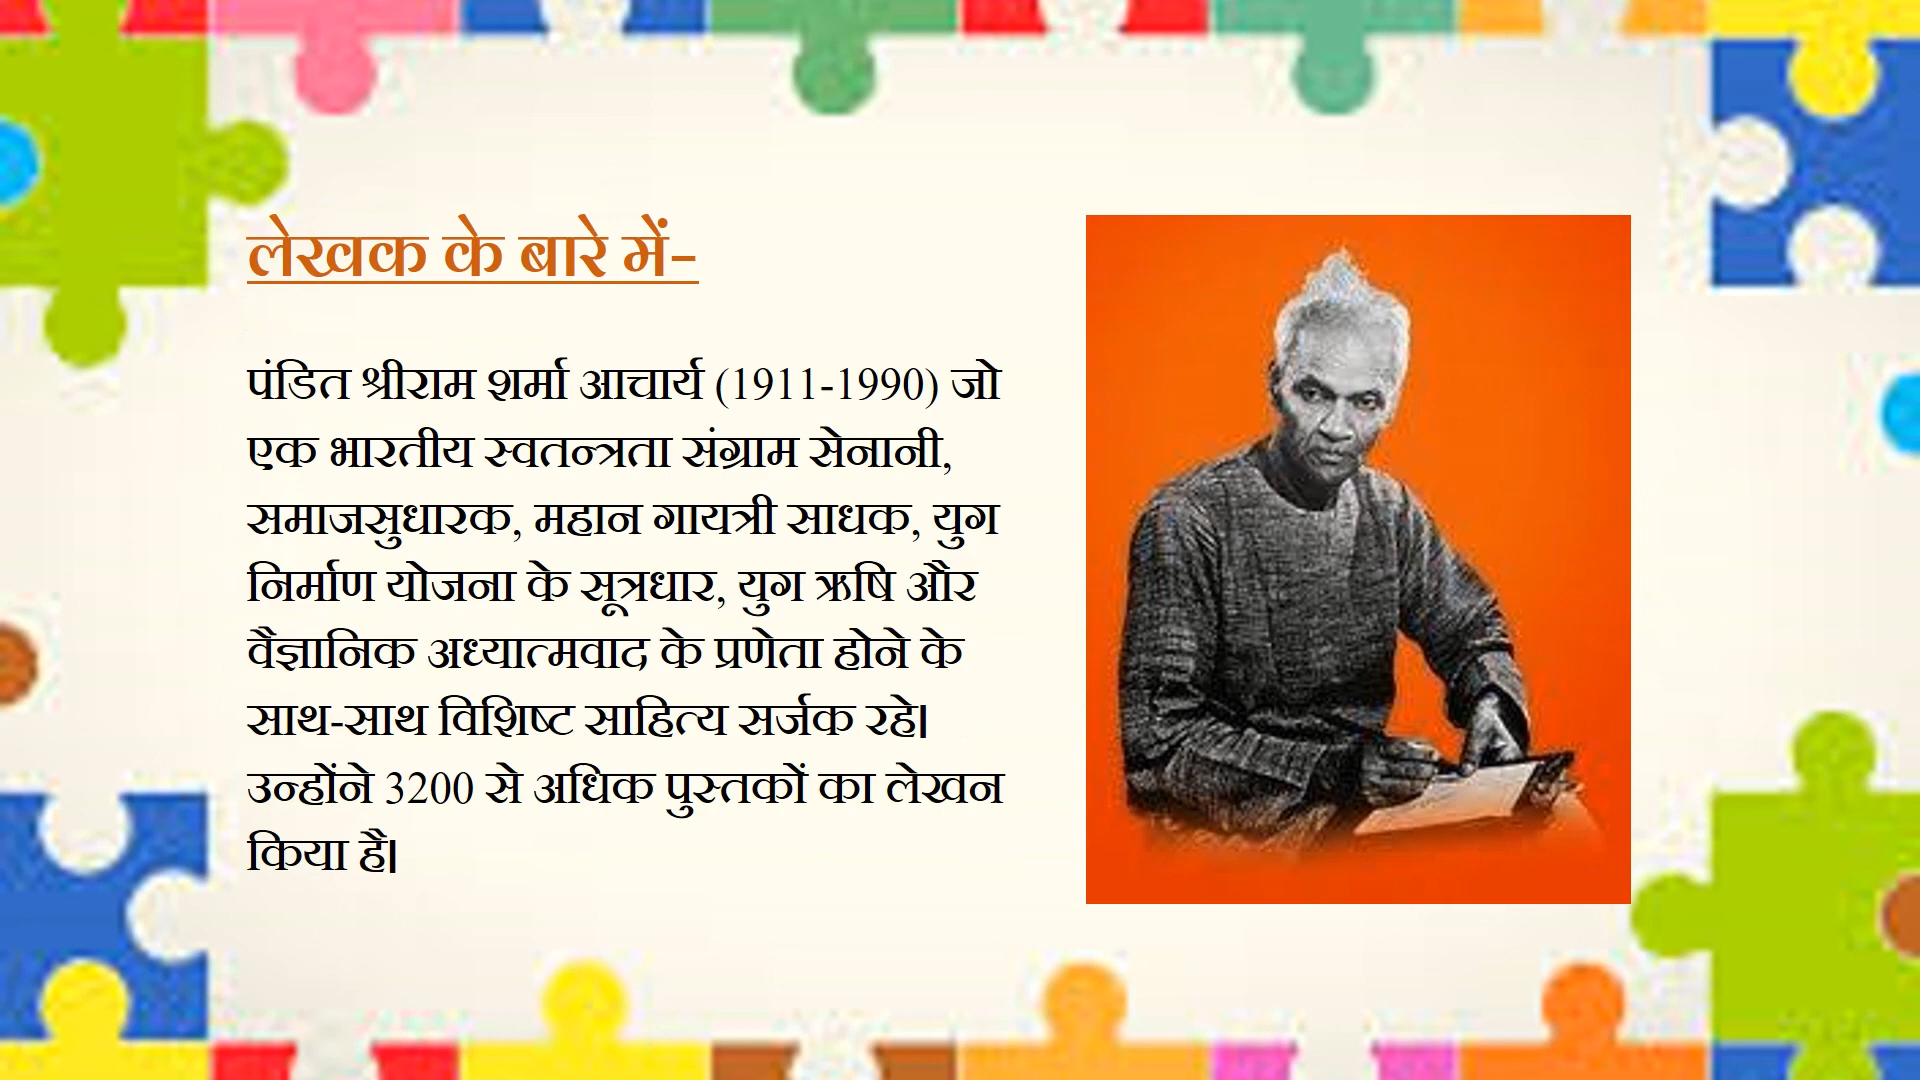 लेखक के बारे में-
पंडित श्रीराम शर्मा आचार्य (1911-1990) जो
एक भारतीय स्वतन्त्रता संग्राम सेनानी,
समाजसुधारक, महान गायत्री साधक, युग
निर्माण योजना के सूत्रधार, युग ऋषि और
वैज्ञानिक अध्यात्मवाद के प्रणेता होने के
साथ-साथ विशिष्ट साहित्य सर्जक रहे।
उन्होंने 3200 से अधिक पुस्तकों का लेखन
किया है।